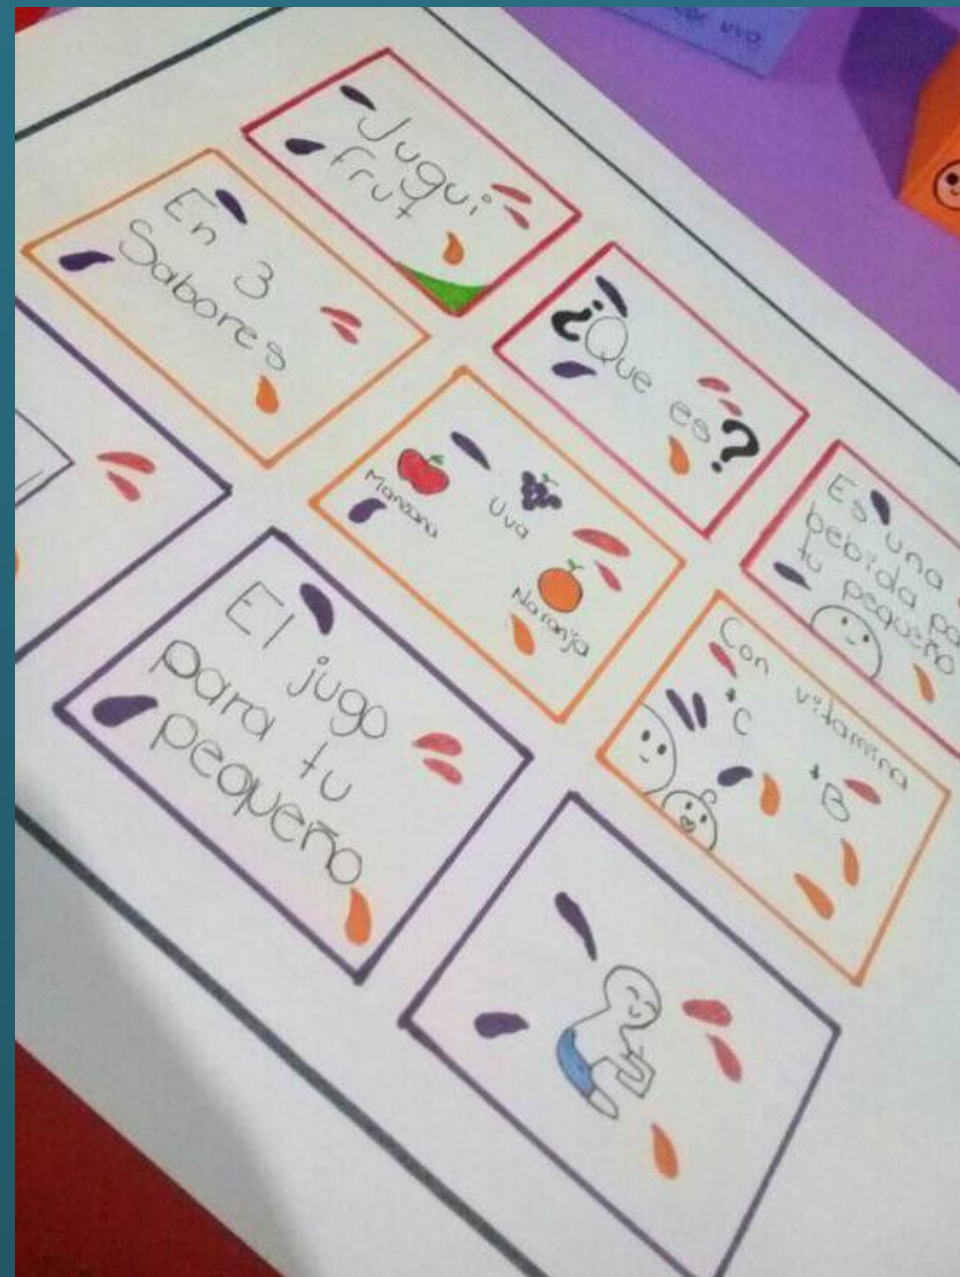 uva
Jugui
frut
¿Que es?
Es una
bebida pa
tu pequeño
En 3
Sabores
Manzana
Uva
Naranja
Con vitamina
*C
*B
El jugo
para tu
pequeño